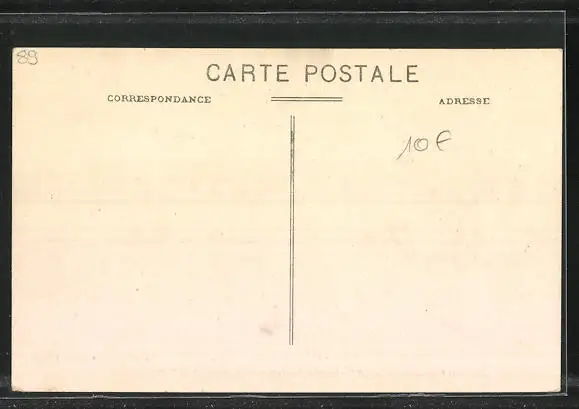 89
CARTE POSTALE
CORRESPONDANCE
ADRESSE
10€